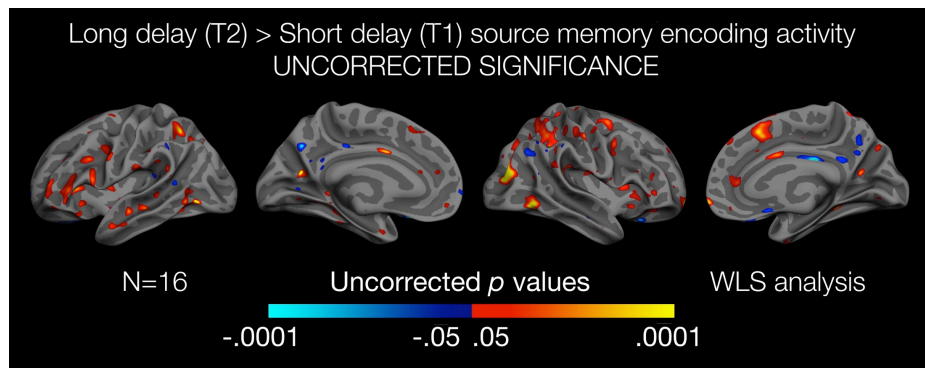 Long delay (T2) > Short delay (T1) source memory encoding activity
UNCORRECTED SIGNIFICANCE
N=16 Uncorrected p values WLS analysis
-.0001 -.05 .05 .0001